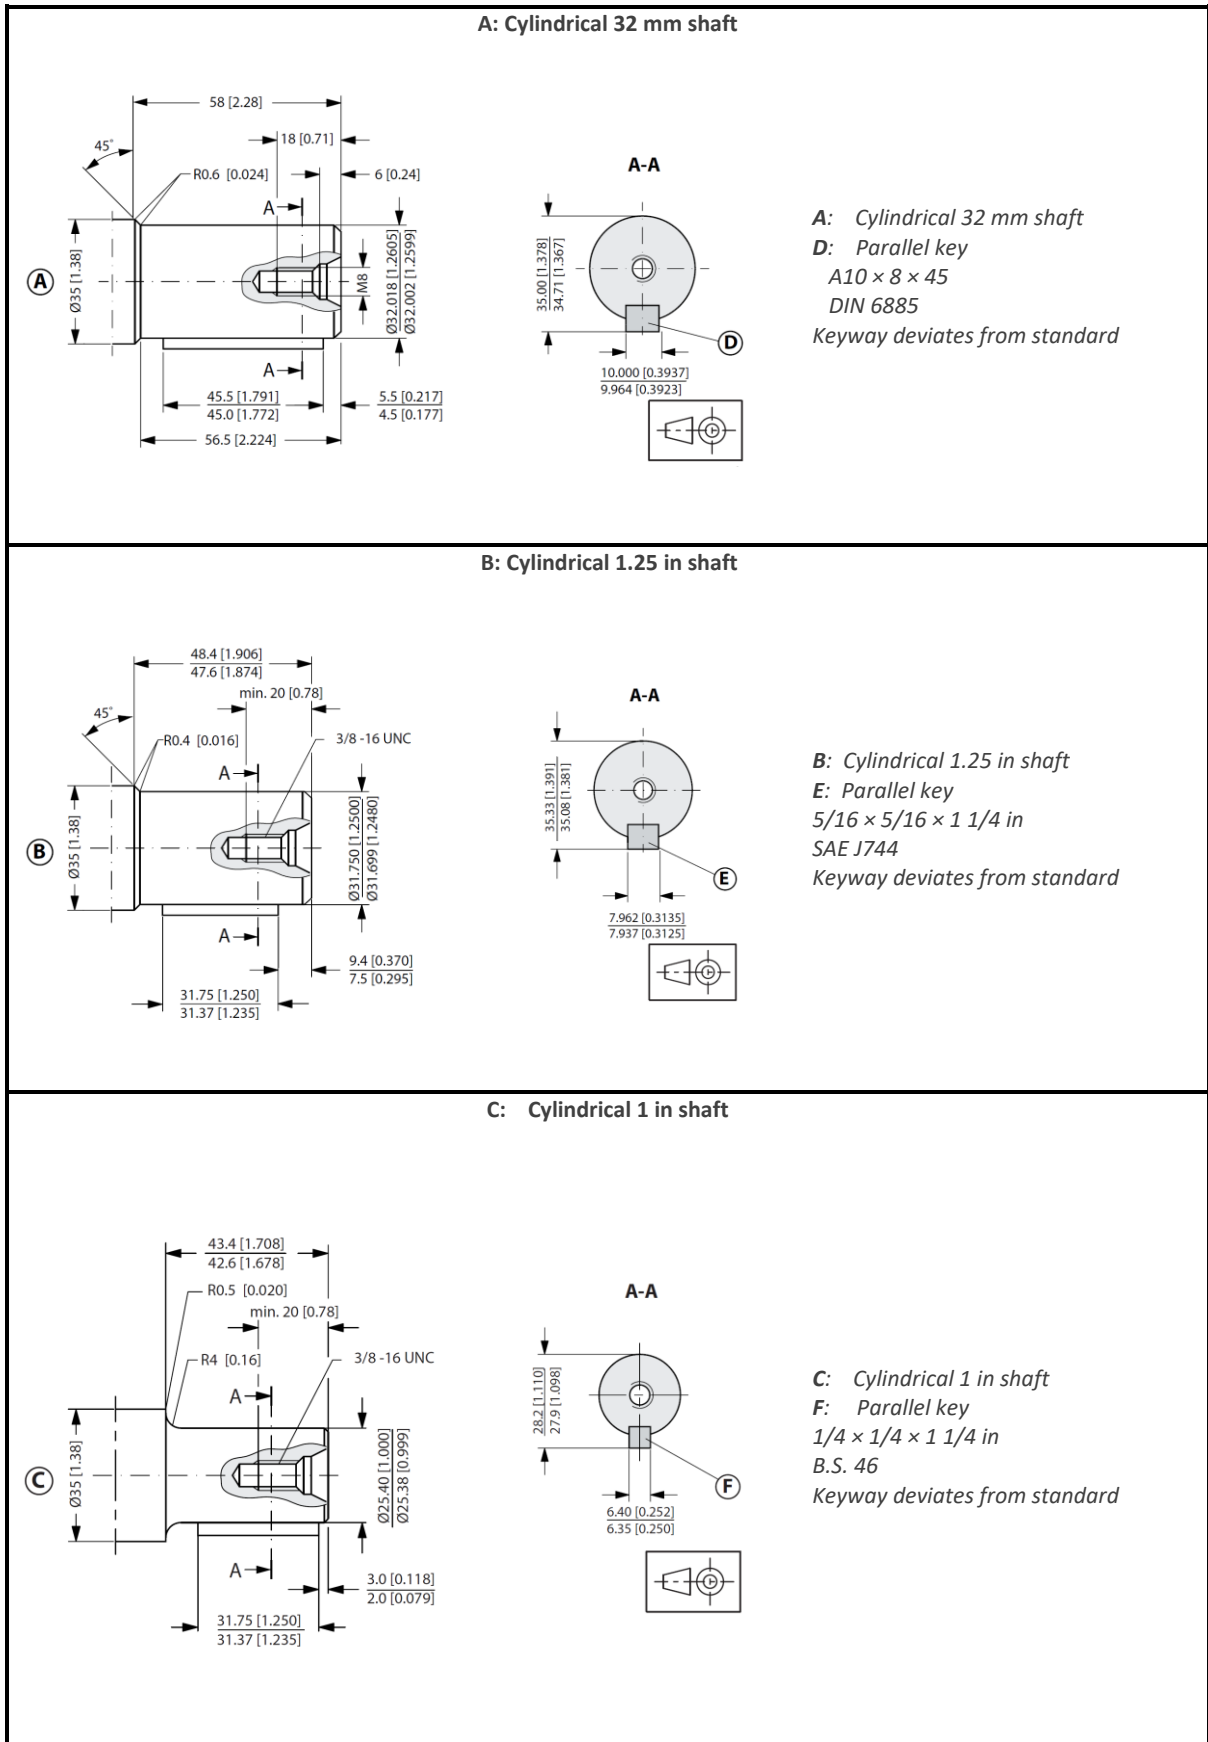 A: Cylindrical 32 mm shaft
58 [2.28]
18 [0.71]
45°
R0.6 [0.024]
6 [0.24]
A
A
Ø35 [1.38]
M8
Ø32.018 [1.2605]
Ø32.002 [1.2599]
A
45.5 [1.791]
45.0 [1.772]
5.5 [0.217]
4.5 [0.177]
56.5 [2.224]
A-A
35.00 [1.378]
34.71 [1.367]
D
10.000 [0.3937]
9.964 [0.3923]
A: Cylindrical 32 mm shaft
D: Parallel key
A10 × 8 × 45
DIN 6885
Keyway deviates from standard
B: Cylindrical 1.25 in shaft
48.4 [1.906]
47.6 [1.874]
min. 20 [0.78]
45°
R0.4 [0.016]
3/8 -16 UNC
A
B
Ø35 [1.38]
Ø31.750 [1.2500]
Ø31.699 [1.2480]
A
9.4 [0.370]
7.5 [0.295]
31.75 [1.250]
31.37 [1.235]
A-A
35.33 [1.391]
35.08 [1.381]
E
7.962 [0.3135]
7.937 [0.3125]
B: Cylindrical 1.25 in shaft
E: Parallel key
5/16 × 5/16 × 1 1/4 in
SAE J744
Keyway deviates from standard
C: Cylindrical 1 in shaft
43.4 [1.708]
42.6 [1.678]
R0.5 [0.020]
min. 20 [0.78]
R4 [0.16]
3/8 -16 UNC
A
C
Ø35 [1.38]
Ø25.40 [1.000]
Ø25.38 [0.999]
A
3.0 [0.118]
2.0 [0.079]
31.75 [1.250]
31.37 [1.235]
A-A
28.2 [1.110]
27.9 [1.098]
F
6.40 [0.252]
6.35 [0.250]
C: Cylindrical 1 in shaft
F: Parallel key
1/4 × 1/4 × 1 1/4 in
B.S. 46
Keyway deviates from standard